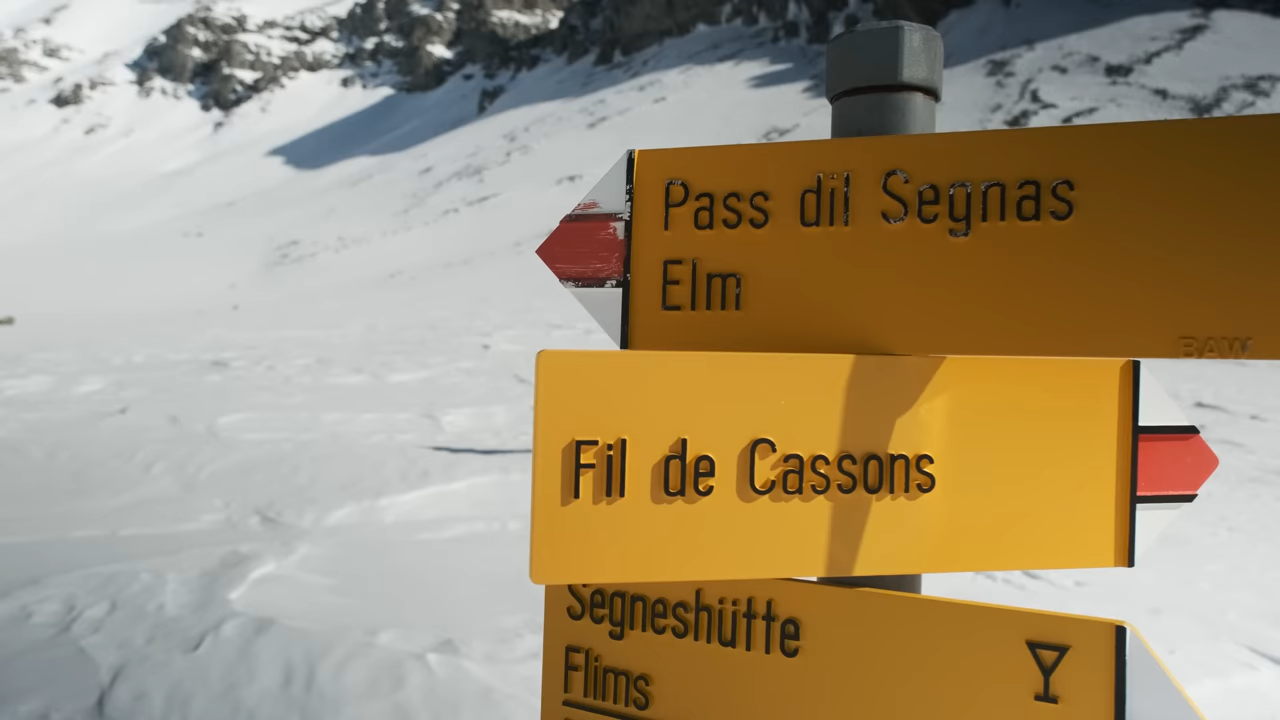 Pass dil Segnas
Elm
BAW
Fil de Cassons
Segneshütte
Flims